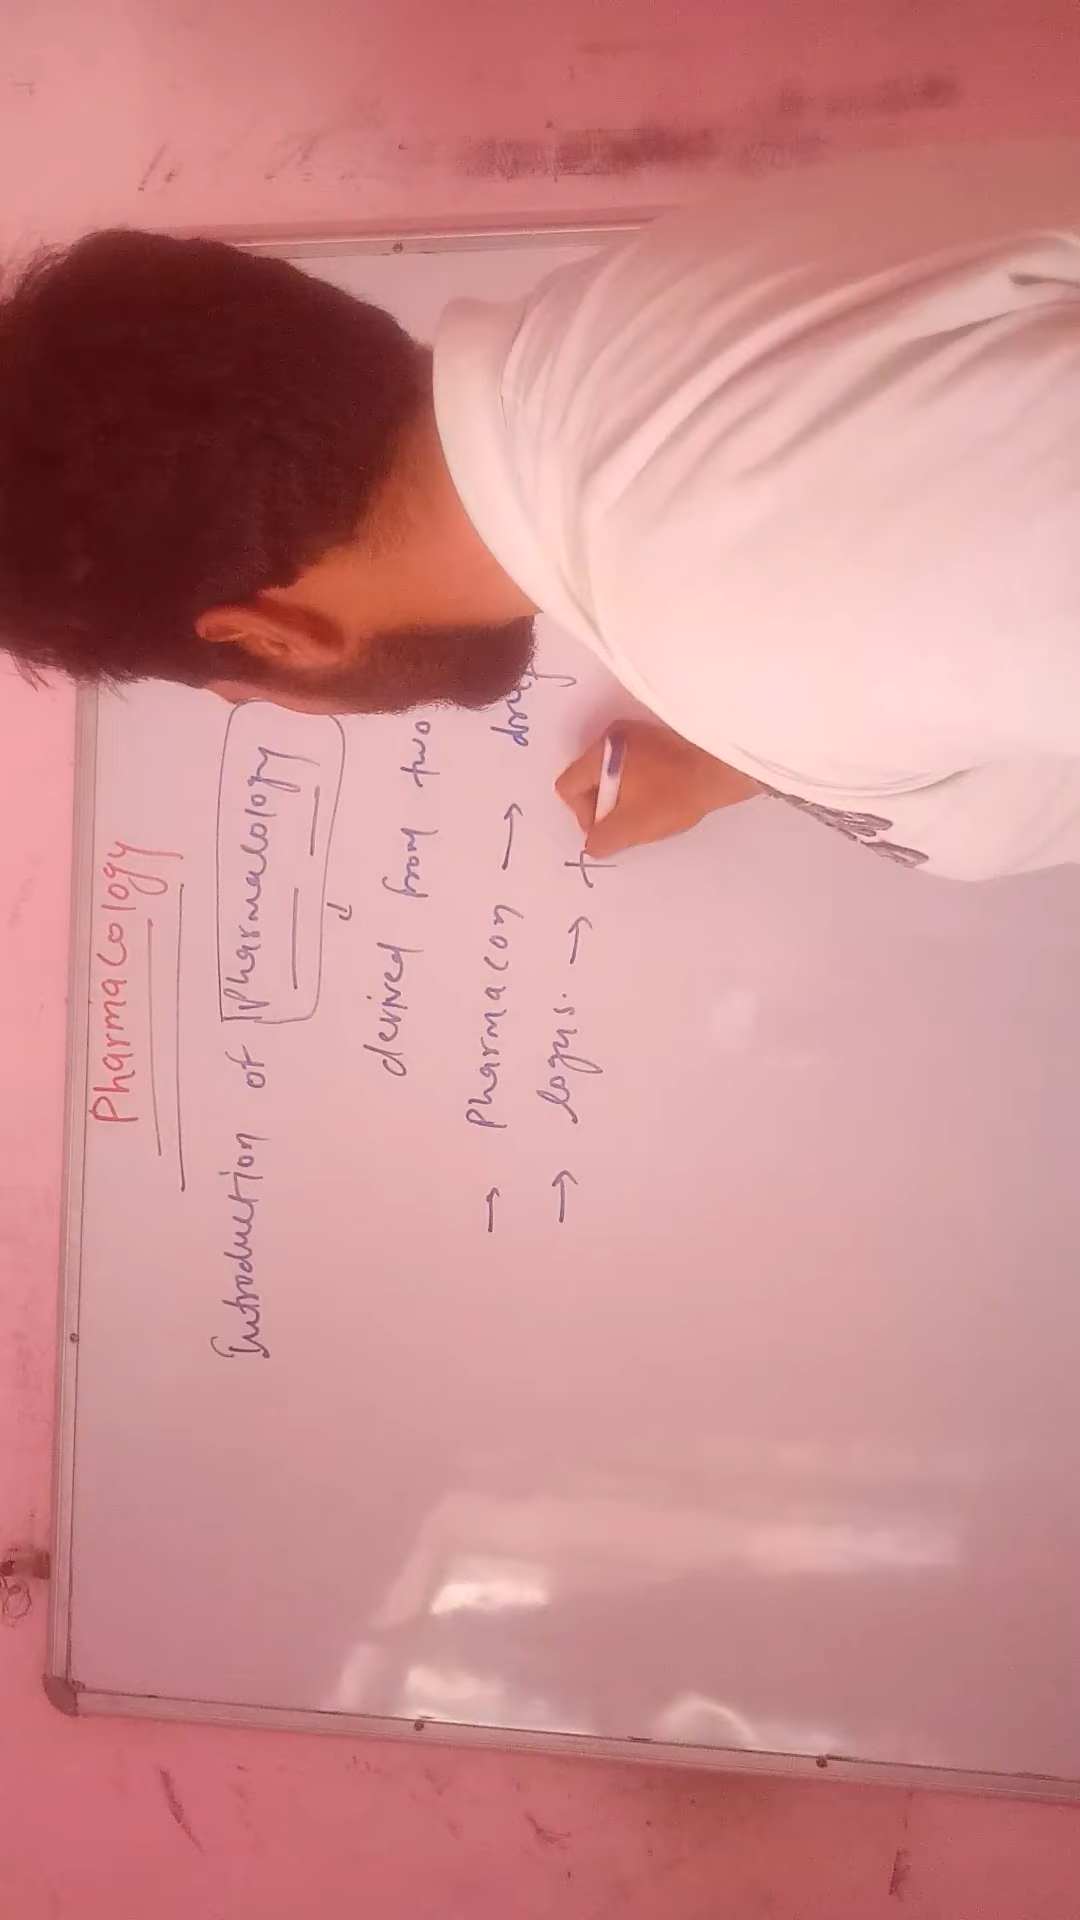 Pharmacology
Introduction of Pharmacology
derived from two
→ Pharmacon → drug
→ logus. → t